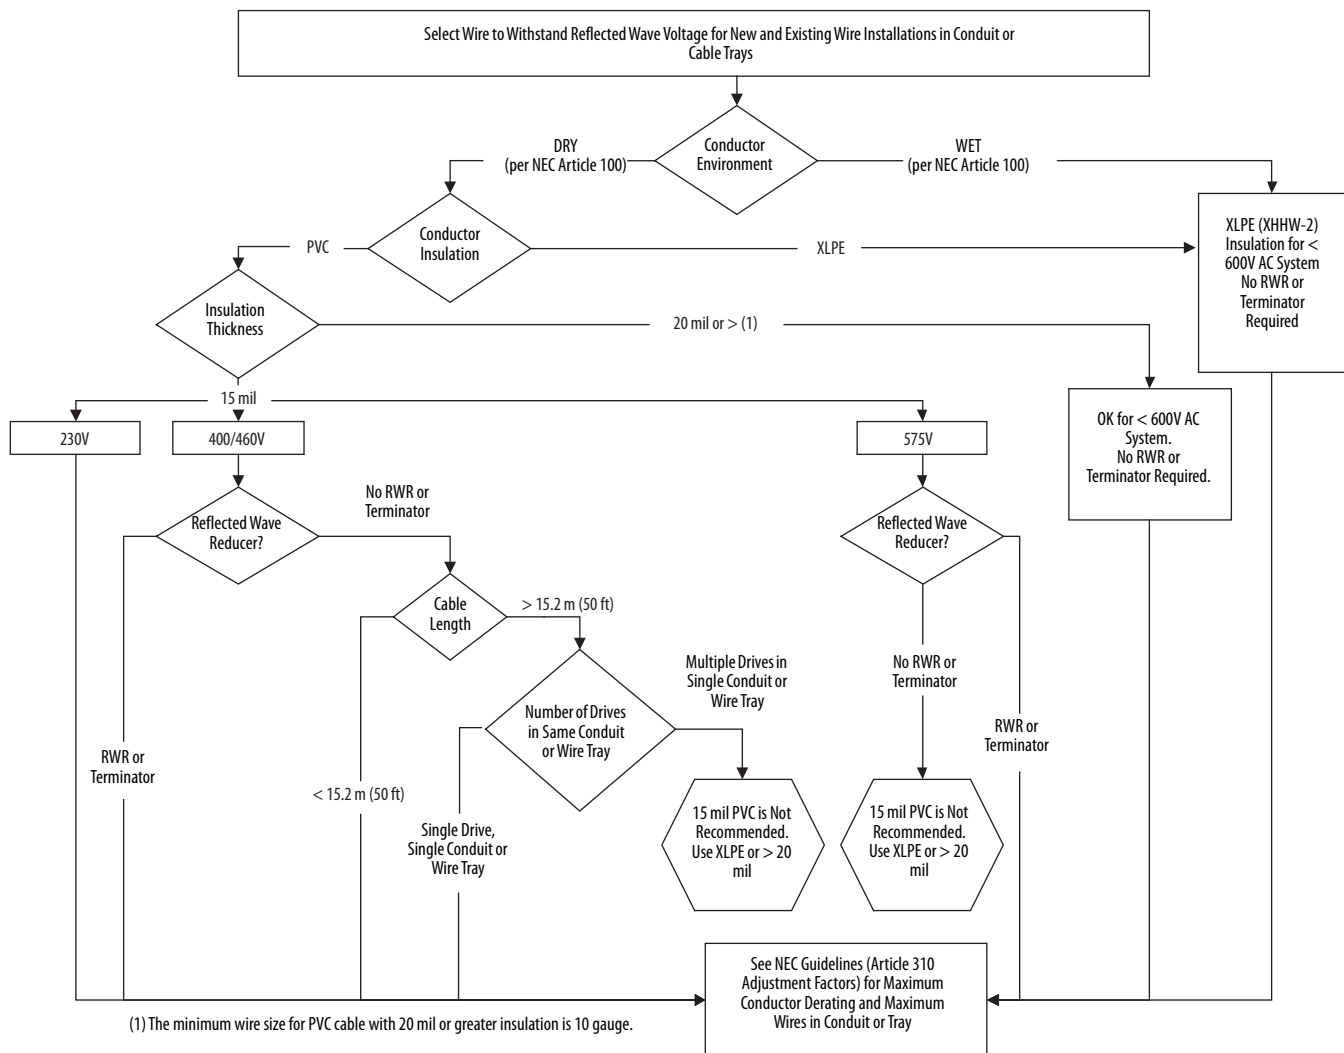 Select Wire to Withstand Reflected Wave Voltage for New and Existing Wire Installations in Conduit or
Cable Trays
DRY
(per NEC Article 100)
Conductor
Environment
WET
(per NEC Article 100)
PVC
Conductor
Insulation
XLPE
XLPE (XHHW-2)
Insulation for <
600V AC System
No RWR or
Terminator
Required
Insulation
Thickness
20 mil or > (1)
15 mil
230V
400/460V
575V
OK for < 600V AC
System.
No RWR or
Terminator Required.
Reflected Wave
Reducer?
No RWR or
Terminator
Reflected Wave
Reducer?
Cable
Length
> 15.2 m (50 ft)
RWR or
Terminator
< 15.2 m (50 ft)
Number of Drives
in Same Conduit
or Wire Tray
Multiple Drives in
Single Conduit or
Wire Tray
No RWR or
Terminator
RWR or
Terminator
Single Drive,
Single Conduit or
Wire Tray
15 mil PVC is Not
Recommended.
Use XLPE or > 20
mil
15 mil PVC is Not
Recommended.
Use XLPE or > 20
mil
See NEC Guidelines (Article 310
Adjustment Factors) for Maximum
Conductor Derating and Maximum
Wires in Conduit or Tray
(1) The minimum wire size for PVC cable with 20 mil or greater insulation is 10 gauge.